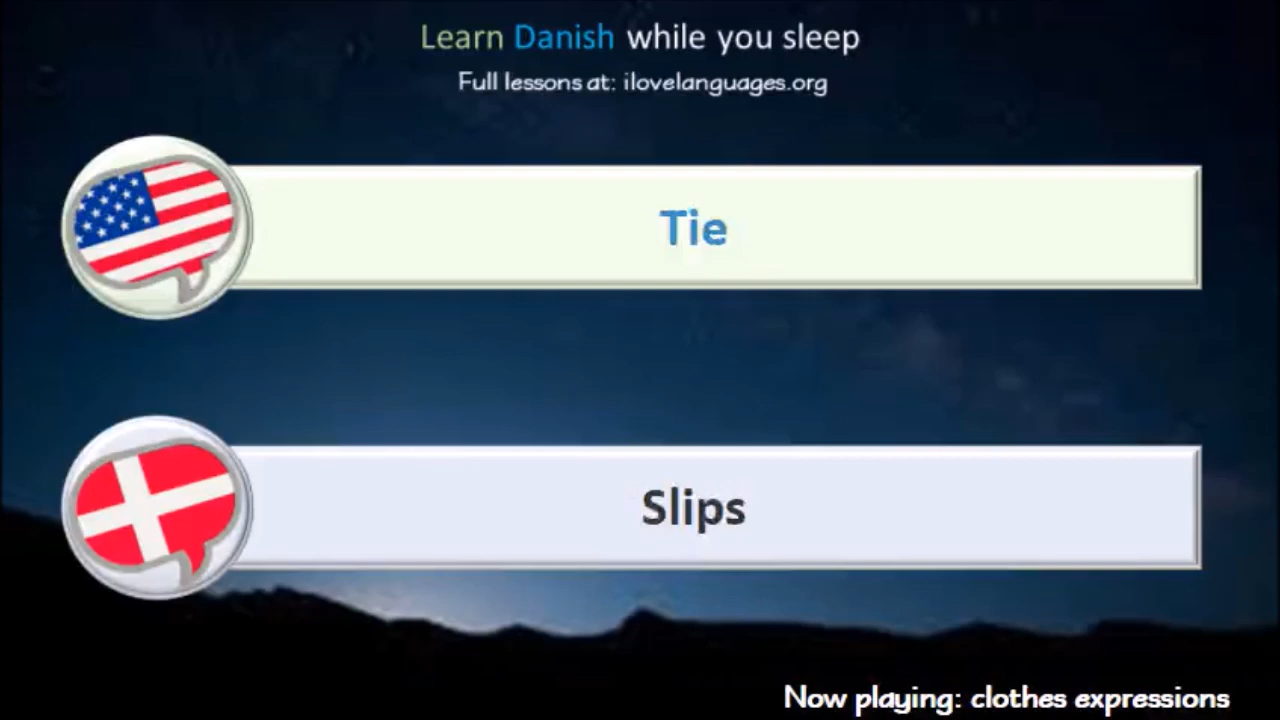 Learn Danish while you sleep
Full lessons at: ilovelanguages.org
Tie
Slips
Now playing: clothes expressions